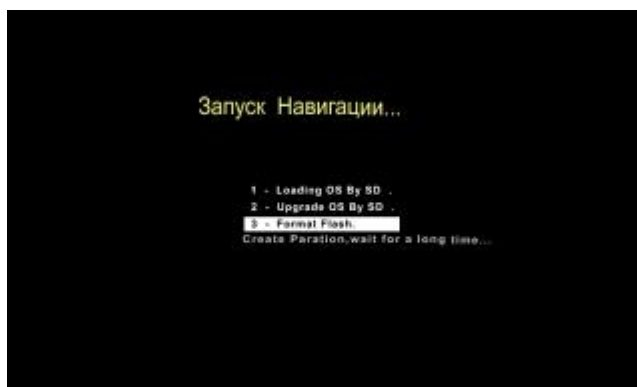 Запуск Навигации...
1 - Loading OS By SD .
2 - Upgrade OS By SD .
3 - Format Flash.
Create Paration,wait for a long time...